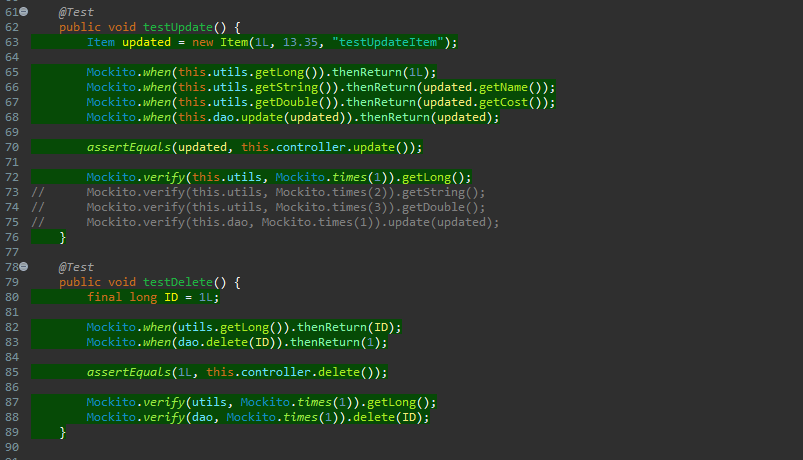 61 @Test
62 public void testUpdate() {
63 Item updated = new Item(1L, 13.35, "testUpdateItem");
64
65 Mockito.when(this.utils.getLong()).thenReturn(1L);
66 Mockito.when(this.utils.getString()).thenReturn(updated.getName());
67 Mockito.when(this.utils.getDouble()).thenReturn(updated.getCost());
68 Mockito.when(this.dao.update(updated)).thenReturn(updated);
69
70 assertEquals(updated, this.controller.update());
71
72 Mockito.verify(this.utils, Mockito.times(1)).getLong();
73 // Mockito.verify(this.utils, Mockito.times(2)).getString();
74 // Mockito.verify(this.utils, Mockito.times(3)).getDouble();
75 // Mockito.verify(this.dao, Mockito.times(1)).update(updated);
76 }
77
78 @Test
79 public void testDelete() {
80 final long ID = 1L;
81
82 Mockito.when(utils.getLong()).thenReturn(ID);
83 Mockito.when(dao.delete(ID)).thenReturn(1);
84
85 assertEquals(1L, this.controller.delete());
86
87 Mockito.verify(utils, Mockito.times(1)).getLong();
88 Mockito.verify(dao, Mockito.times(1)).delete(ID);
89 }
90